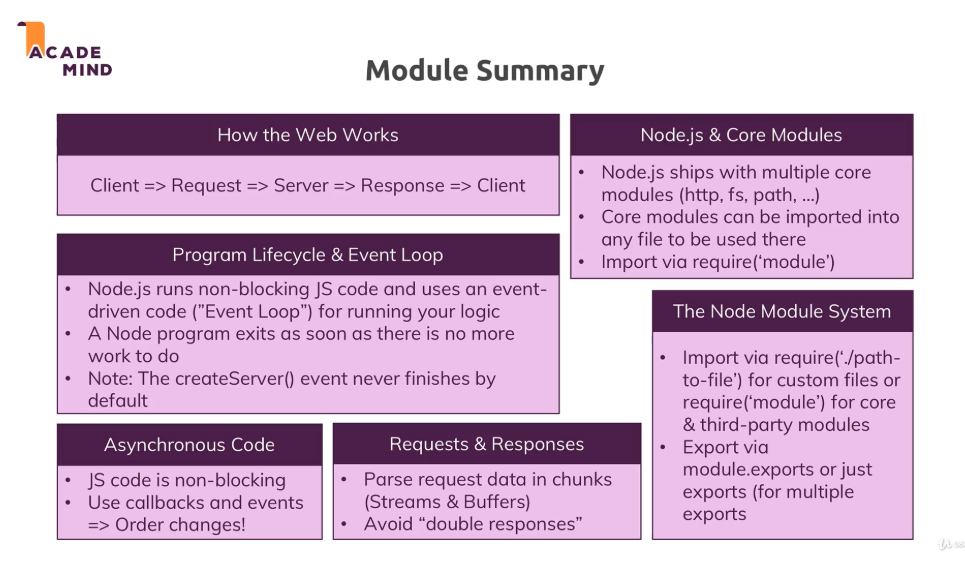 ACADE
MIND
Module Summary
How the Web Works
Client => Request => Server => Response => Client
Node.js & Core Modules
• Node.js ships with multiple core
modules (http, fs, path, …)
• Core modules can be imported into
any file to be used there
• Import via require(‘module’)
Program Lifecycle & Event Loop
• Node.js runs non-blocking JS code and uses an event-
driven code (”Event Loop”) for running your logic
• A Node program exits as soon as there is no more
work to do
• Note: The createServer() event never finishes by
default
The Node Module System
• Import via require(‘./path-
to-file’) for custom files or
require(‘module’) for core
& third-party modules
• Export via
module.exports or just
exports (for multiple
exports
Asynchronous Code
• JS code is non-blocking
• Use callbacks and events
=> Order changes!
Requests & Responses
• Parse request data in chunks
(Streams & Buffers)
• Avoid “double responses”